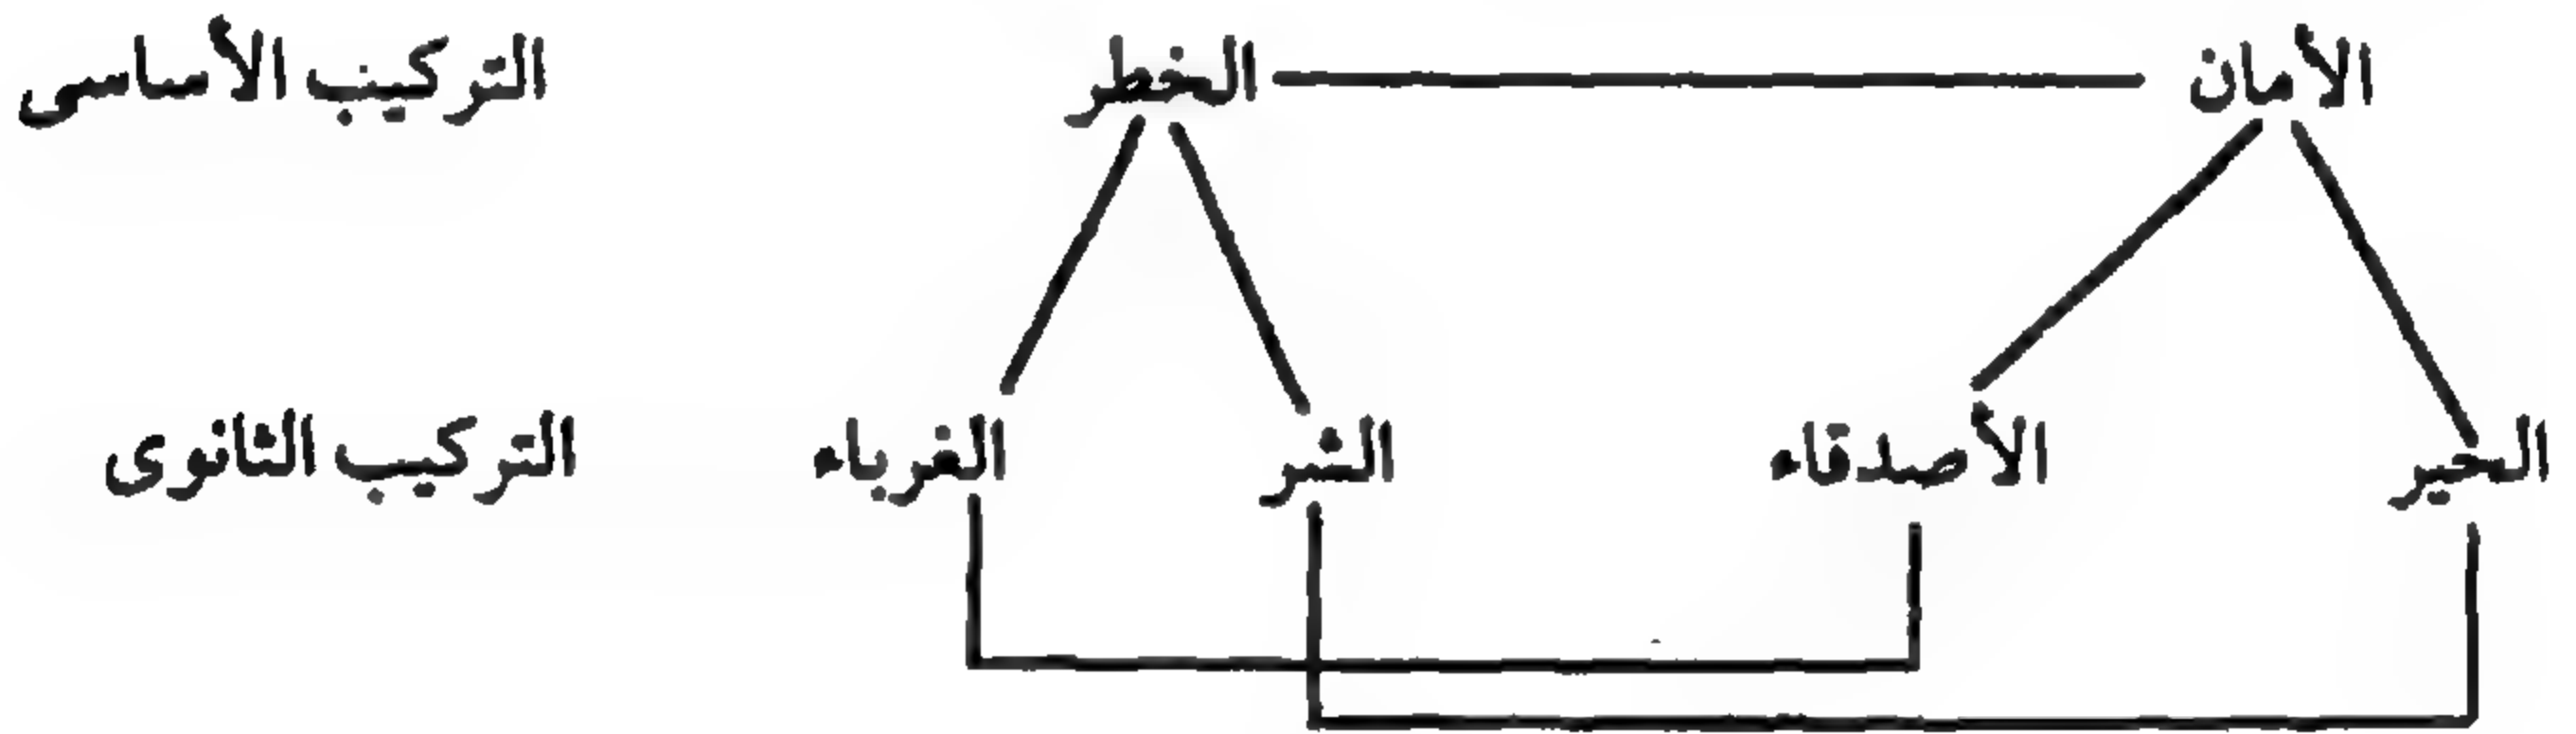 الأمان الخطر التركيب الأساسى
الخير الأصدقاء الشر الغرباء التركيب الثانوى